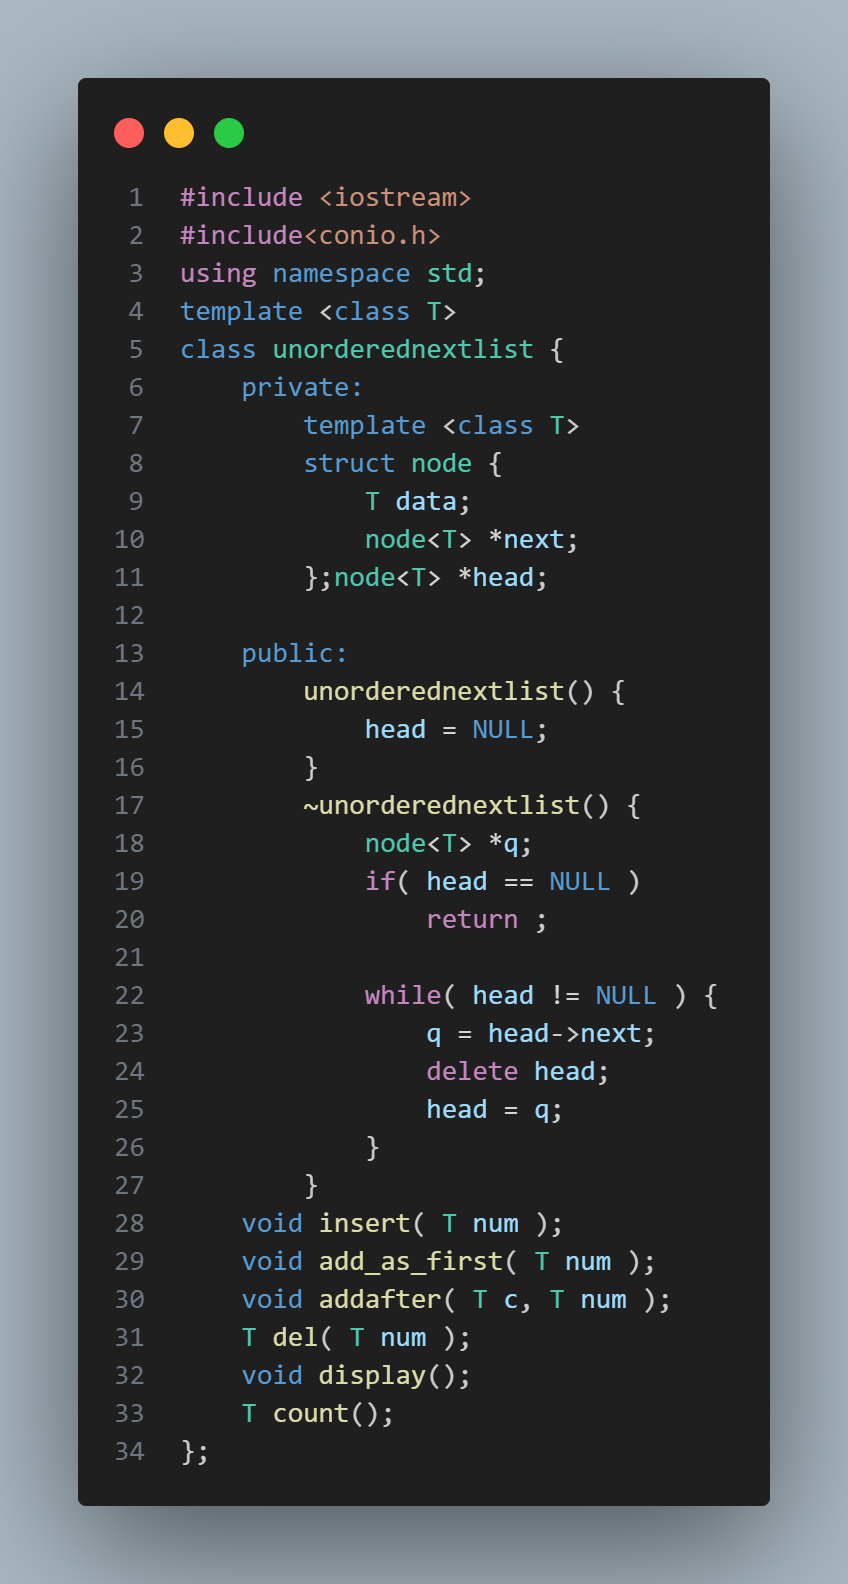 1 #include <iostream>
2 #include<conio.h>
3 using namespace std;
4 template <class T>
5 class unorderednextlist {
6     private:
7         template <class T>
8         struct node {
9             T data;
10             node<T> *next;
11         };node<T> *head;
12
13     public:
14         unorderednextlist() {
15             head = NULL;
16         }
17         ~unorderednextlist() {
18             node<T> *q;
19             if( head == NULL )
20                 return ;
21
22             while( head != NULL ) {
23                 q = head->next;
24                 delete head;
25                 head = q;
26             }
27         }
28     void insert( T num );
29     void add_as_first( T num );
30     void addafter( T c, T num );
31     T del( T num );
32     void display();
33     T count();
34 };